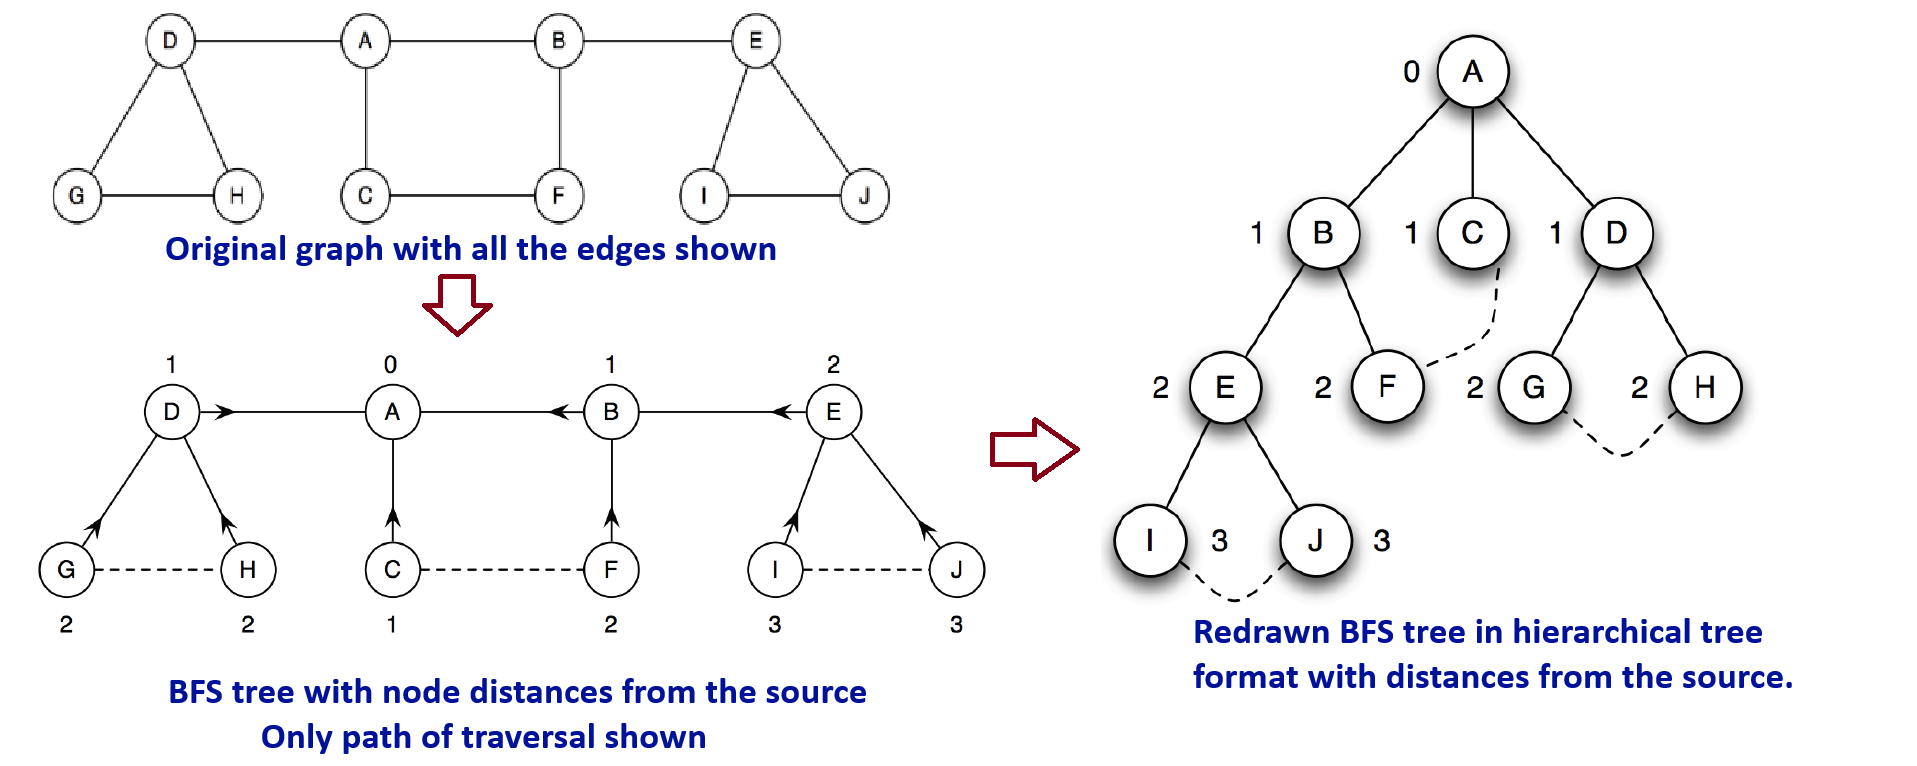 D A B E
G H C F I J
Original graph with all the edges shown
1 0 1 2
D A B E
G H C F I J
2 2 1 2 3 3
BFS tree with node distances from the source
Only path of traversal shown
0 A
1 B 1 C 1 D
2 E 2 F 2 G 2 H
I 3 J 3
Redrawn BFS tree in hierarchical tree
format with distances from the source.